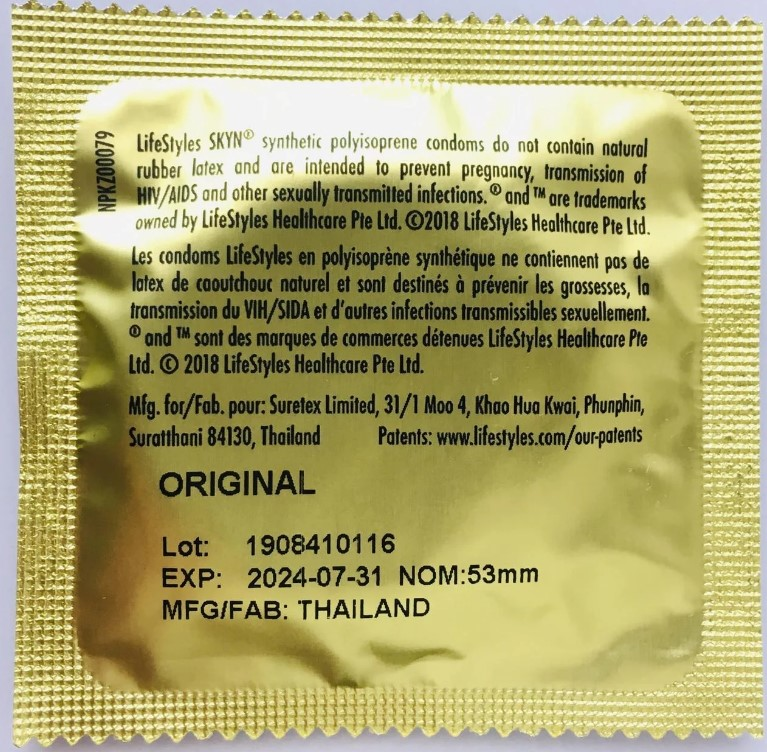 NPKZ00079
LifeStyles SKYN® synthetic polyisoprene condoms do not contain natural
rubber latex and are intended to prevent pregnancy, transmission of
HIV/AIDS and other sexually transmitted infections. ® and ™ are trademarks
owned by LifeStyles Healthcare Pte Ltd. ©2018 LifeStyles Healthcare Pte Ltd.
Les condoms LifeStyles en polyisoprène synthétique ne contiennent pas de
latex de caoutchouc naturel et sont destinés à prévenir les grossesses, la
transmission du VIH/SIDA et d'autres infections transmissibles sexuellement.
® and ™ sont des marques de commerces détenues LifeStyles Healthcare Pte
Ltd. © 2018 LifeStyles Healthcare Pte Ltd.
Mfg. for/Fab. pour: Suretex Limited, 31/1 Moo 4, Khao Hua Kwai, Phunphin,
Suratthani 84130, Thailand Patents: www.lifestyles.com/our-patents
ORIGINAL
Lot: 1908410116
EXP: 2024-07-31 NOM:53mm
MFG/FAB: THAILAND